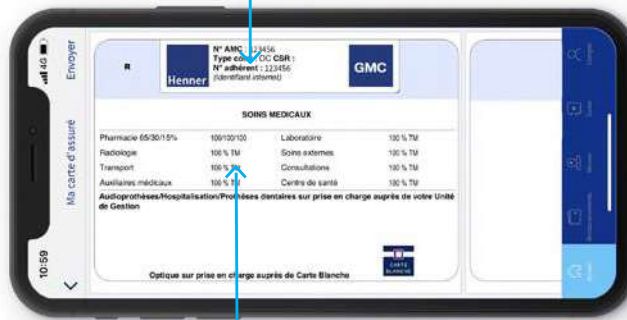 10:59
4G
Ma carte d'assuré
Envoyer
R
Henner
N° AMC : 123456
Type conv : OC CSR :
N° adhérent : 123456
(Identifiant internet)
GMC
SOINS MEDICAUX
Pharmacie 65/30/15% 100/100/100 Laboratoire 100 % TM
Radiologie 100 % TM Soins externes 100 % TM
Transport 100 % TM Consultations 100 % TM
Auxiliaires médicaux 100 % TM Centre de santé 100 % TM
Audioprothèses/Hospitalisation/Prothèses dentaires sur prise en charge auprès de votre Unité
de Gestion
CARTE
BLANCHE
Optique sur prise en charge auprès de Carte Blanche
Accueil
Remboursements